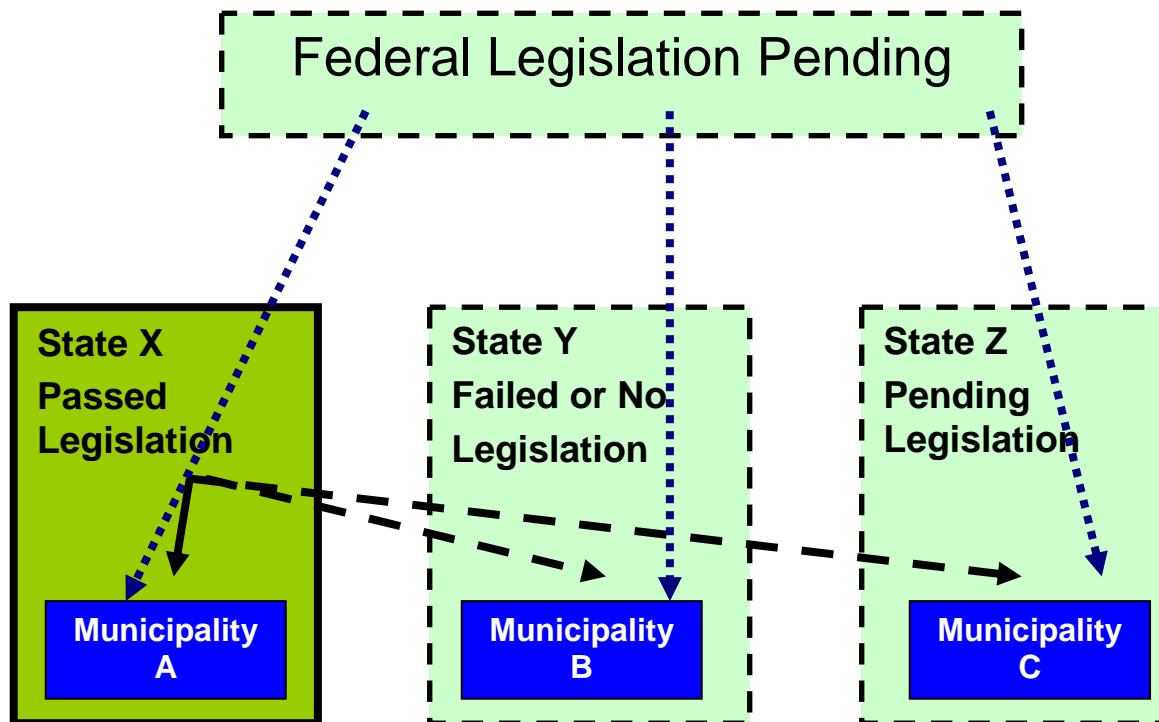 Federal Legislation Pending
State X
Passed
Legislation
State Y
Failed or No
Legislation
State Z
Pending
Legislation
Municipality
A
Municipality
B
Municipality
C